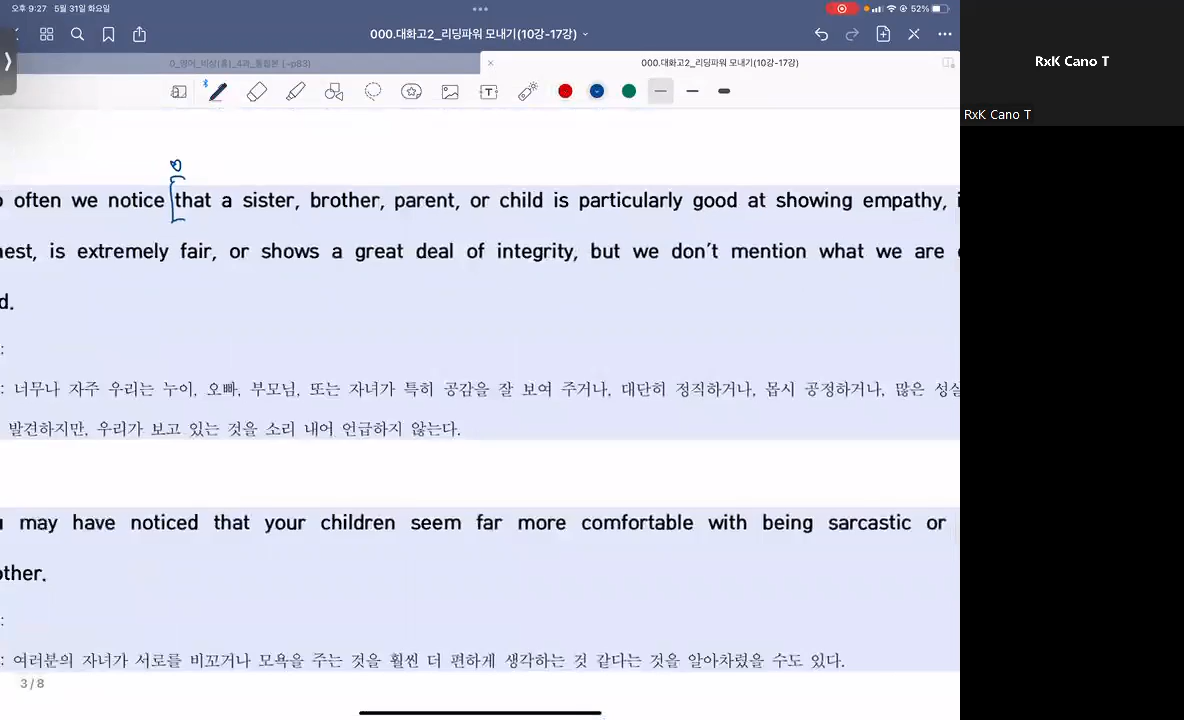 오후 9:27 5월 31일 화요일
52%
000.대화고2_리딩파워 모내기(10강-17강)
0_영어_비상(홍)_4과_통합본 (~p83)
000.대화고2_리딩파워 모내기(10강-17강)
RxK Cano T
RxK Cano T
often we notice that a sister, brother, parent, or child is particularly good at showing empathy,
is extremely fair, or shows a great deal of integrity, but we don't mention what we are
d.
:
: 너무나 자주 우리는 누이, 오빠, 부모님, 또는 자녀가 특히 공감을 잘 보여 주거나, 대단히 정직하거나, 몹시 공정하거나, 많은 성실
발견하지만, 우리가 보고 있는 것을 소리 내어 언급하지 않는다.
may have noticed that your children seem far more comfortable with being sarcastic or
other.
:
: 여러분의 자녀가 서로를 비꼬거나 모욕을 주는 것을 훨씬 더 편하게 생각하는 것 같다는 것을 알아차렸을 수도 있다.
3/8